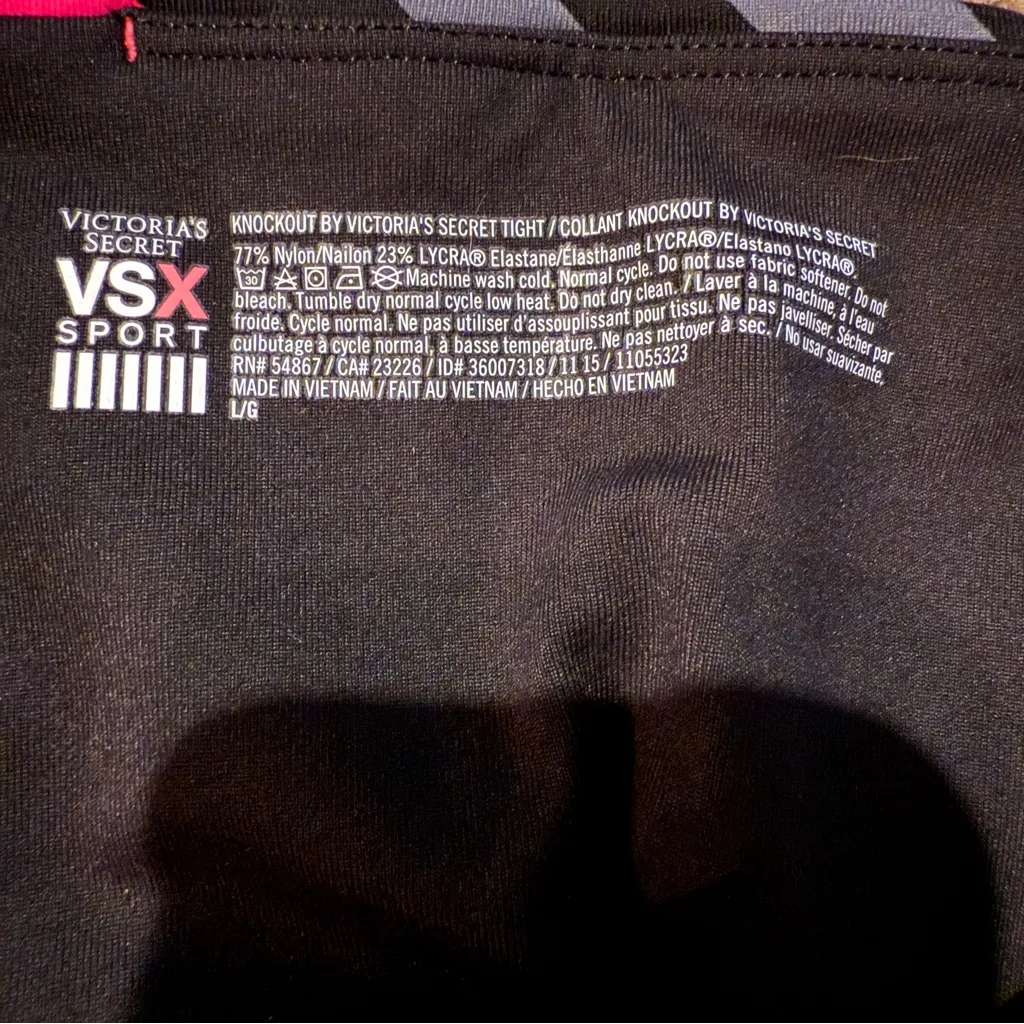 VICTORIA'S
SECRET
VSX
SPORT
KNOCKOUT BY VICTORIA'S SECRET TIGHT / COLLANT KNOCKOUT BY VICTORIA'S SECRET
77% Nylon/Nailon 23% LYCRA® Elastane/Élasthanne LYCRA®/Elastano LYCRA®.
30 Machine wash cold. Normal cycle. Do not use fabric softener. Do not
bleach. Tumble dry normal cycle low heat. Do not dry clean. / Laver à la machine, à l'eau
froide. Cycle normal. Ne pas utiliser d'assouplissant pour tissu. Ne pas javelliser. Sécher par
culbutage à cycle normal, à basse température. Ne pas nettoyer à sec. / No usar suavizante.
RN# 54867 / CA# 23226 / ID# 36007318 / 11 15 / 11055323
MADE IN VIETNAM / FAIT AU VIETNAM / HECHO EN VIETNAM
L/G